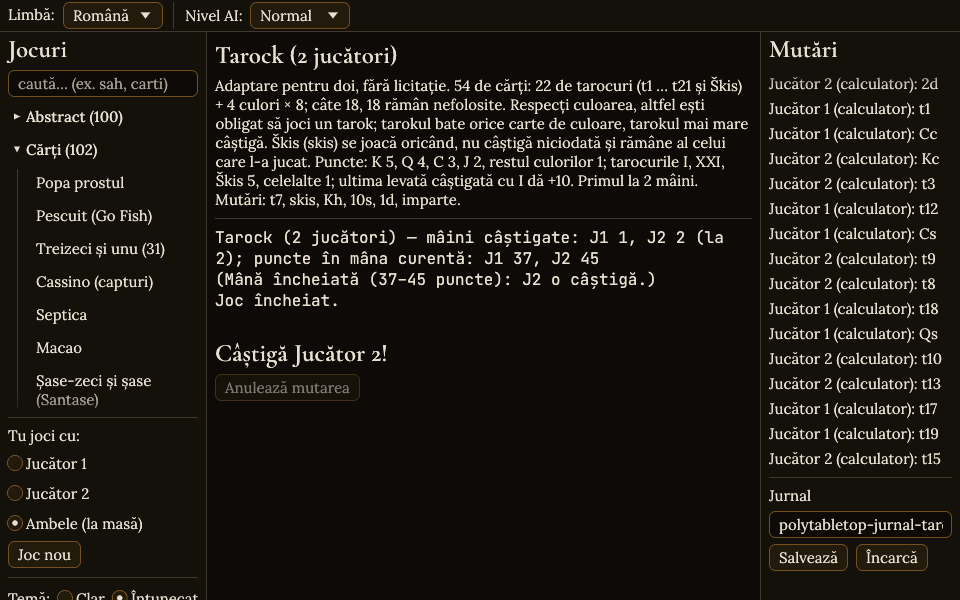 Limbă: Română ▼ Nivel AI: Normal ▼
Jocuri
caută... (ex. sah, carti)
▸ Abstract (100)
▾ Cărți (102)
Popa prostul
Pescuit (Go Fish)
Treizeci și unu (31)
Cassino (capturi)
Septica
Macao
Șase-zeci și șase
(Santase)
Tu joci cu:
Jucător 1
Jucător 2
Ambele (la masă)
Joc nou
Temă: Clar Întunecat
Tarock (2 jucători)
Adaptare pentru doi, fără licitație. 54 de cărți: 22 de tarocuri (t1 ... t21 și Škis)
+ 4 culori × 8; câte 18, 18 rămân nefolosite. Respecți culoarea, altfel ești
obligat să joci un tarok; tarokul bate orice carte de culoare, tarokul mai mare
câștigă. Škis (skis) se joacă oricând, nu câștigă niciodată și rămâne al celui
care l-a jucat. Puncte: K 5, Q 4, C 3, J 2, restul culorilor 1; tarocurile I, XXI,
Škis 5, celelalte 1; ultima levată câștigată cu I dă +10. Primul la 2 mâini.
Mutări: t7, skis, Kh, 10s, 1d, imparte.
Tarock (2 jucători) — mâini câștigate: J1 1, J2 2 (la
2); puncte în mâna curentă: J1 37, J2 45
(Mână încheiată (37–45 puncte): J2 o câștigă.)
Joc încheiat.
Câștigă Jucător 2!
Anulează mutarea
Mutări
Jucător 2 (calculator): 2d
Jucător 1 (calculator): t1
Jucător 1 (calculator): Cc
Jucător 2 (calculator): Kc
Jucător 2 (calculator): t3
Jucător 1 (calculator): t12
Jucător 1 (calculator): Cs
Jucător 2 (calculator): t9
Jucător 2 (calculator): t8
Jucător 1 (calculator): t18
Jucător 1 (calculator): Qs
Jucător 2 (calculator): t10
Jucător 2 (calculator): t13
Jucător 1 (calculator): t17
Jucător 1 (calculator): t19
Jucător 2 (calculator): t15
Jurnal
polytabletop-jurnal-tar
Salvează Încarcă